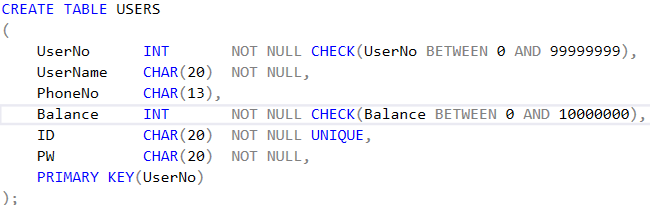 CREATE TABLE USERS
(
    UserNo      INT       NOT NULL CHECK(UserNo BETWEEN 0 AND 99999999),
    UserName    CHAR(20)  NOT NULL,
    PhoneNo     CHAR(13),
    Balance     INT       NOT NULL CHECK(Balance BETWEEN 0 AND 10000000),
    ID          CHAR(20)  NOT NULL UNIQUE,
    PW          CHAR(20)  NOT NULL,
    PRIMARY KEY(UserNo)
);